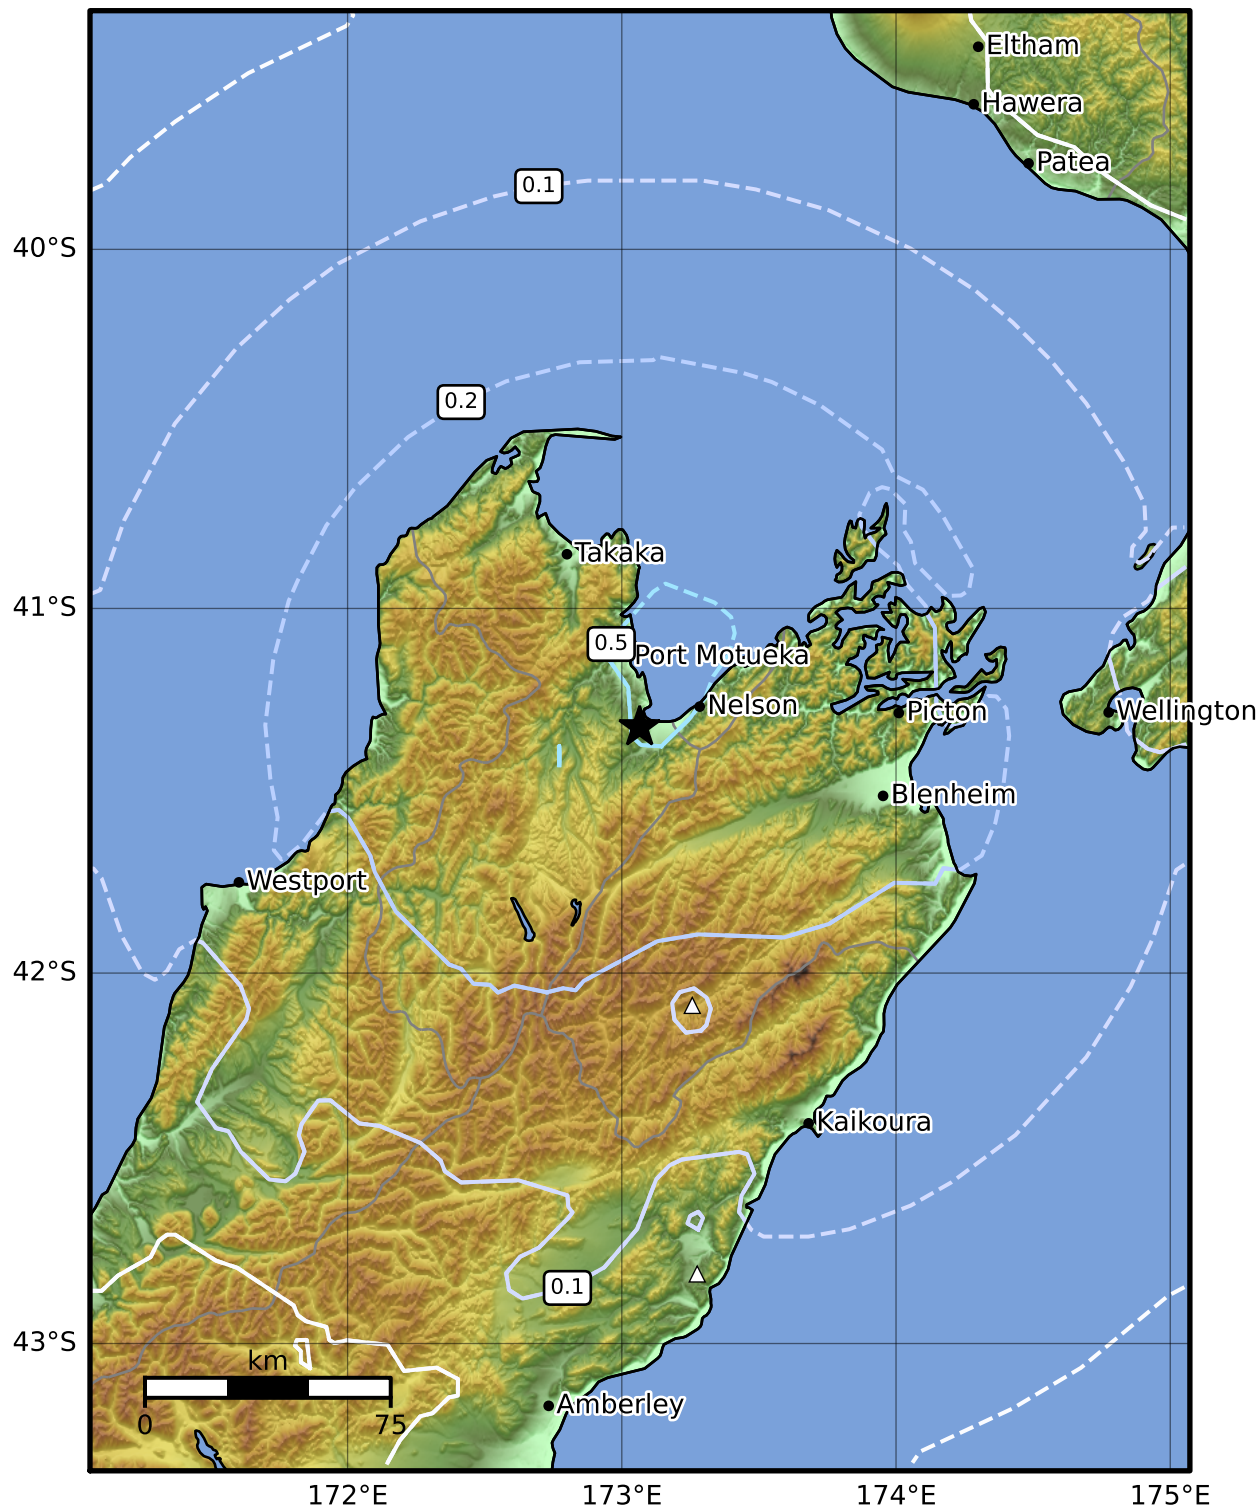 Eltham
Hawera
Patea
0.1
40°S
0.2
Takaka
41°S
0.5
Port Motueka
Nelson
Picton
Wellington
Blenheim
Westport
42°S
Kaikoura
0.1
43°S
km
0
75
Amberley
172°E
173°E
174°E
175°E